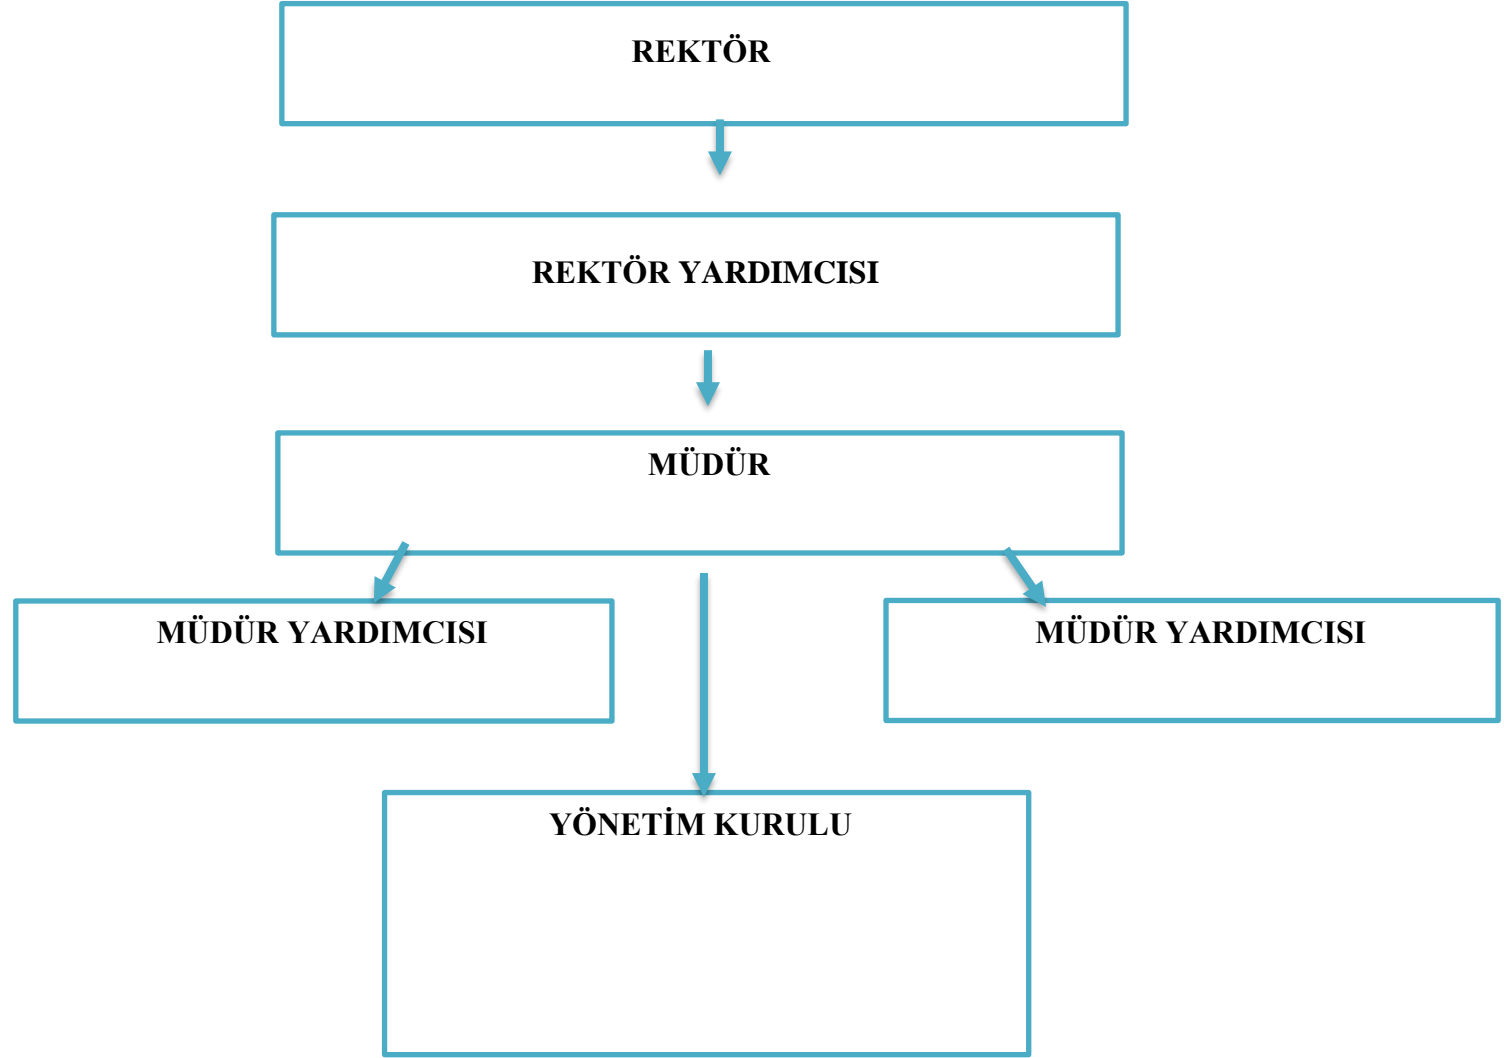 REKTÖR
REKTÖR YARDIMCISI
MÜDÜR
MÜDÜR YARDIMCISI
MÜDÜR YARDIMCISI
YÖNETİM KURULU